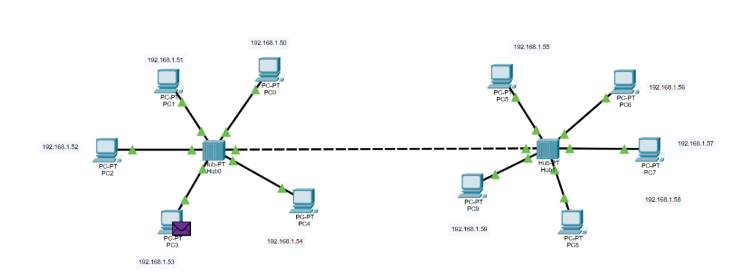 192.168.1.50
192.168.1.55
192.168.1.51
PC-PT
PC0
PC-PT
PC1
PC-PT
PC5
PC-PT
PC6
192.168.1.56
192.168.1.52
PC-PT
PC2
Hub-PT
Hub0
Hub-PT
192.168.1.57
PC-PT
PC7
PC-PT
PC9
192.168.1.58
PC-PT
PC4
PC-PT
PC3
192.168.1.54
192.168.1.59
PC-PT
PC8
192.168.1.53